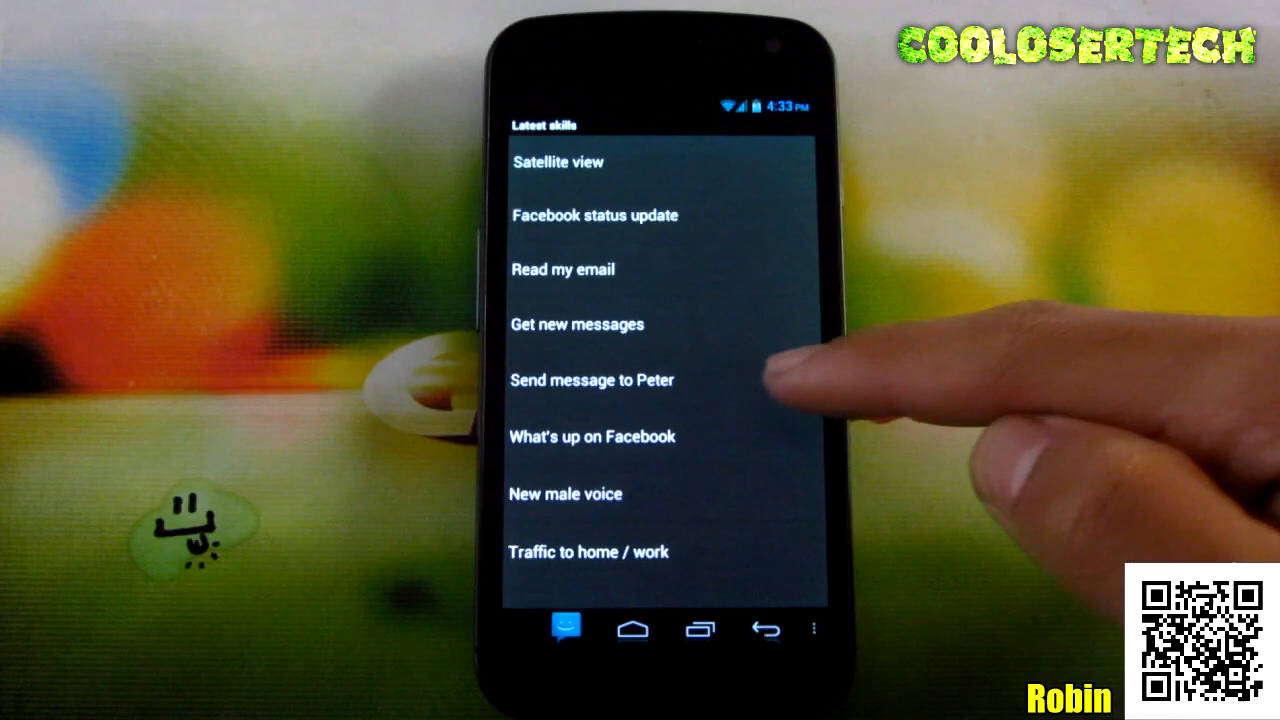 COOLOSERTECH
4:33 PM
Latest skills
Satellite view
Facebook status update
Read my email
Get new messages
Send message to Peter
What's up on Facebook
New male voice
Traffic to home / work
Robin